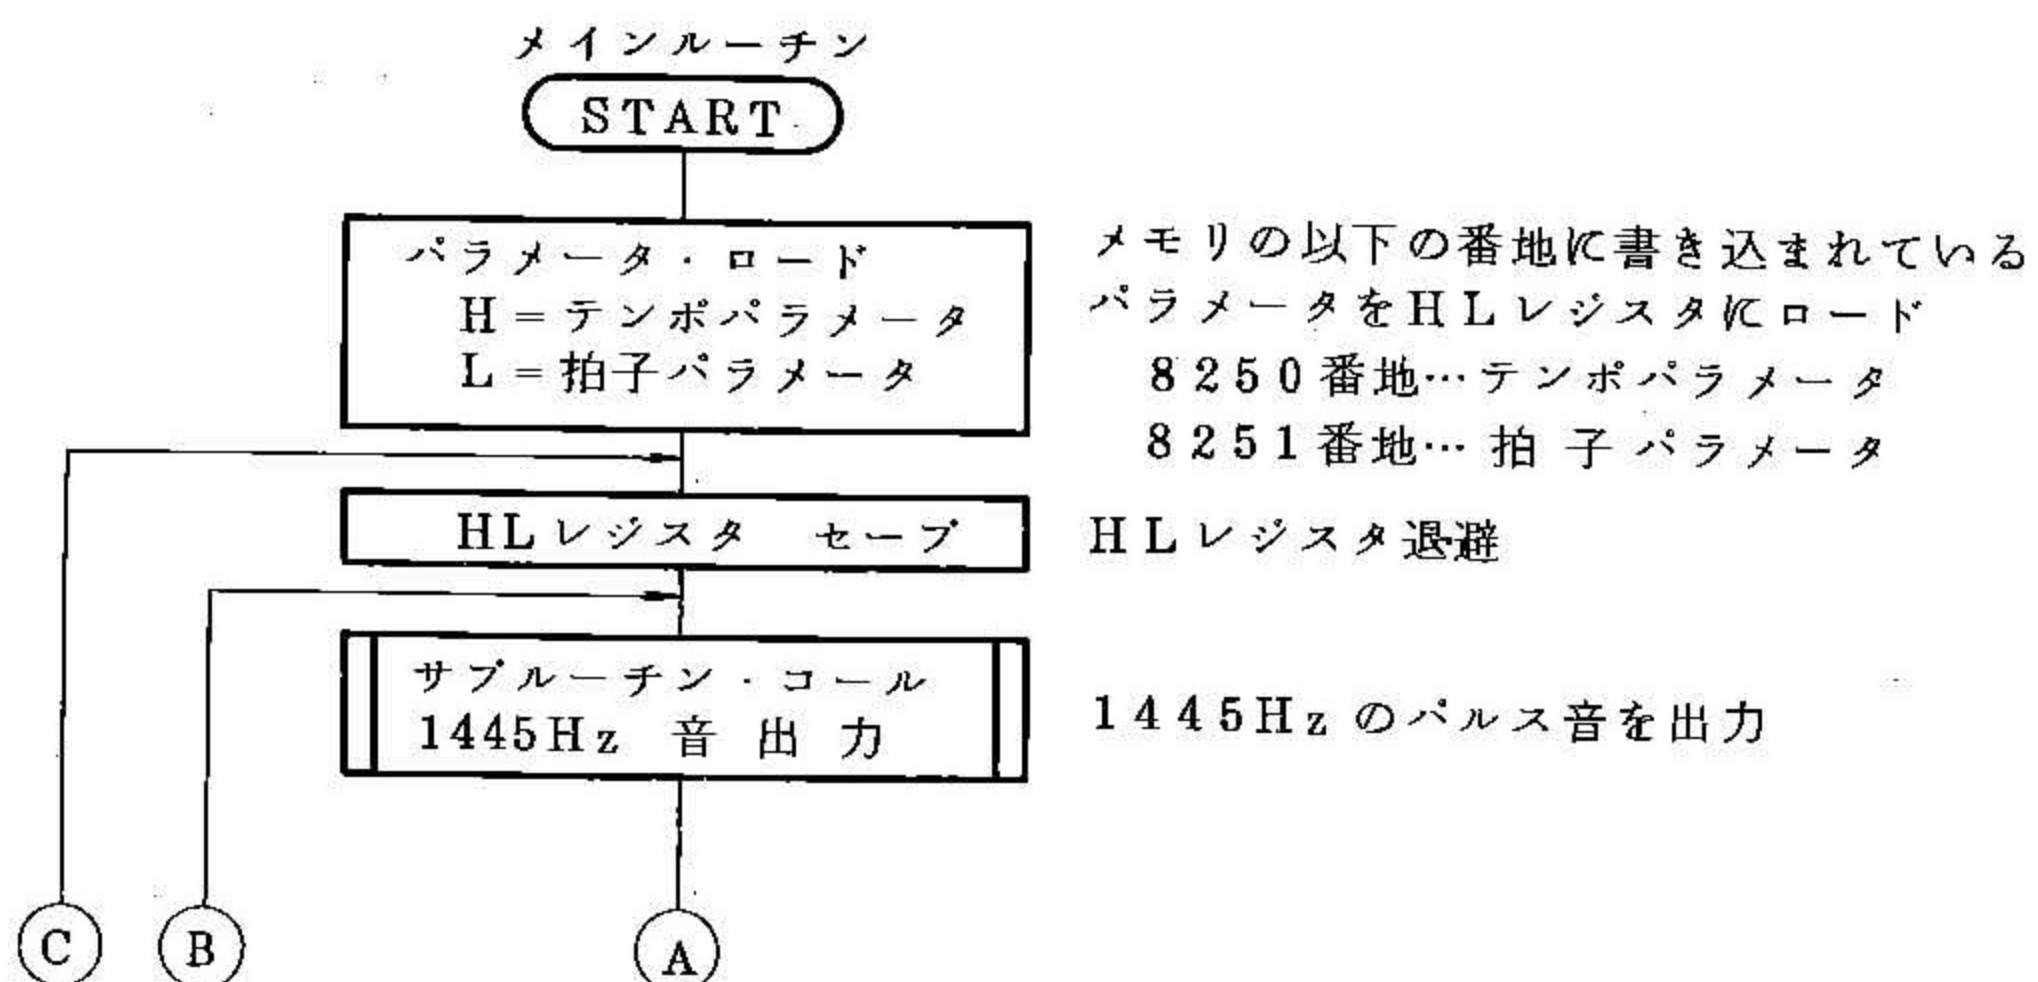 メインルーチン
START
パラメータ・ロード
H=テンポパラメータ
L=拍子パラメータ
メモリの以下の番地に書き込まれている
パラメータをHLレジスタにロード
8250番地…テンポパラメータ
8251番地…拍子パラメータ
HLレジスタ セーブ
HLレジスタ退避
サブルーチン・コール
1445Hz 音出力
1445Hzのパルス音を出力
C
B
A